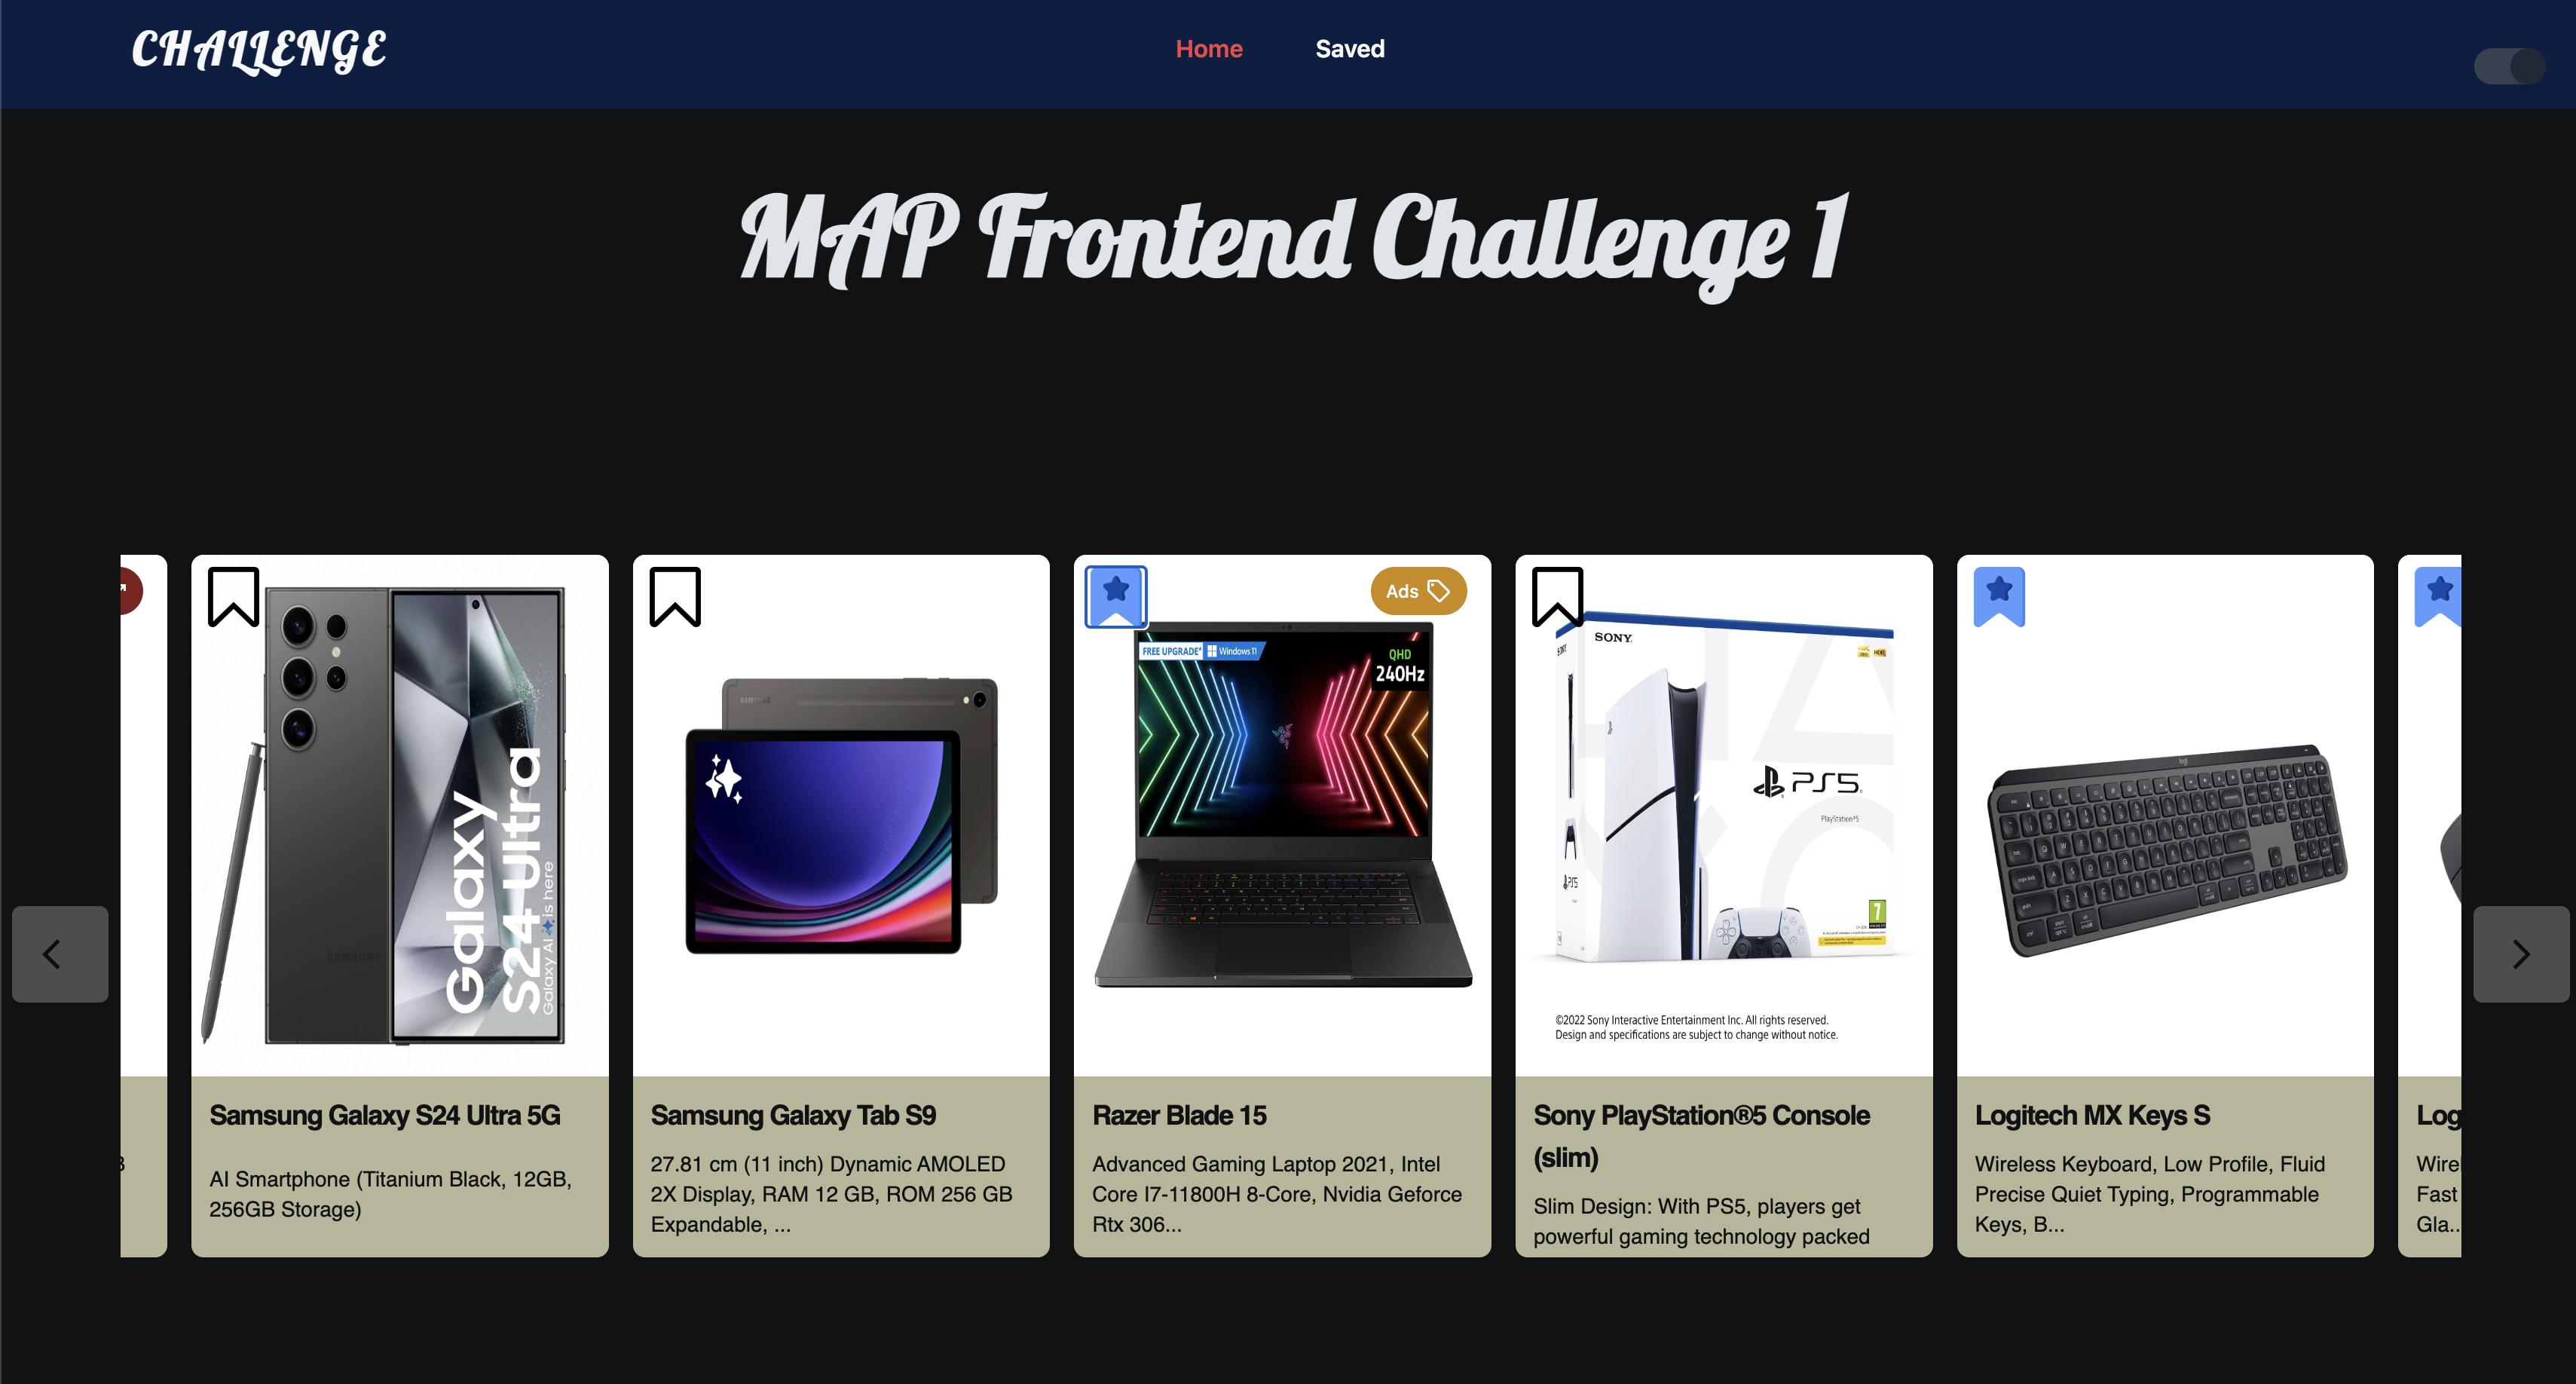 CHALLENGE
Home
Saved
MAP Frontend Challenge 1
Ads
FREE UPGRADE*
Windows 11
QHD
240Hz
SONY
SAMSUNG
Galaxy
S24 Ultra
Galaxy AI is here
SAMSUNG
PS5
PlayStation®5
PS5
7
logi
©2022 Sony Interactive Entertainment Inc. All rights reserved.
Design and specifications are subject to change without notice.
Samsung Galaxy S24 Ultra 5G
AI Smartphone (Titanium Black, 12GB,
256GB Storage)
Samsung Galaxy Tab S9
27.81 cm (11 inch) Dynamic AMOLED
2X Display, RAM 12 GB, ROM 256 GB
Expandable, ...
Razer Blade 15
Advanced Gaming Laptop 2021, Intel
Core I7-11800H 8-Core, Nvidia Geforce
Rtx 306...
Sony PlayStation®5 Console
(slim)
Slim Design: With PS5, players get
powerful gaming technology packed
Logitech MX Keys S
Wireless Keyboard, Low Profile, Fluid
Precise Quiet Typing, Programmable
Keys, B...
Log
Wirel
Fast
Gla..